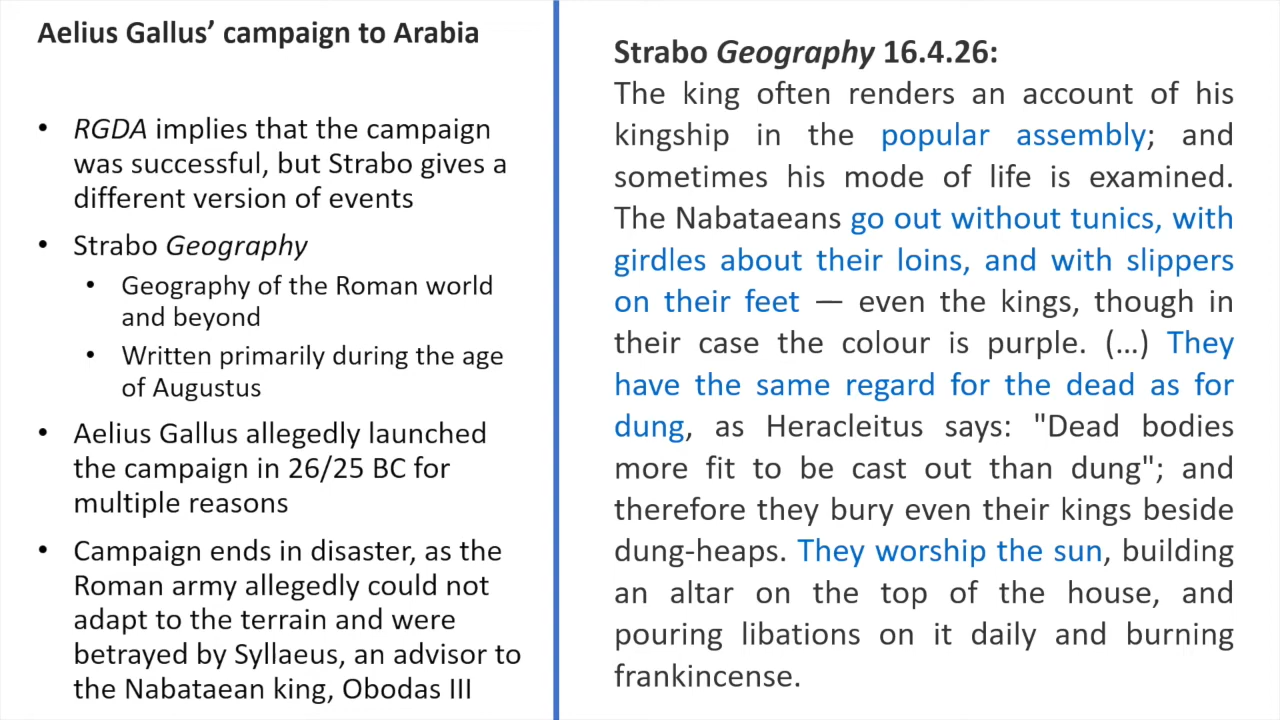 Aelius Gallus’ campaign to Arabia
• RGDA implies that the campaign
was successful, but Strabo gives a
different version of events
• Strabo Geography
• Geography of the Roman world
and beyond
• Written primarily during the age
of Augustus
• Aelius Gallus allegedly launched
the campaign in 26/25 BC for
multiple reasons
• Campaign ends in disaster, as the
Roman army allegedly could not
adapt to the terrain and were
betrayed by Syllaeus, an advisor to
the Nabataean king, Obodas III
Strabo Geography 16.4.26:
The king often renders an account of his
kingship in the popular assembly; and
sometimes his mode of life is examined.
The Nabataeans go out without tunics, with
girdles about their loins, and with slippers
on their feet — even the kings, though in
their case the colour is purple. (…) They
have the same regard for the dead as for
dung, as Heracleitus says: "Dead bodies
more fit to be cast out than dung"; and
therefore they bury even their kings beside
dung-heaps. They worship the sun, building
an altar on the top of the house, and
pouring libations on it daily and burning
frankincense.